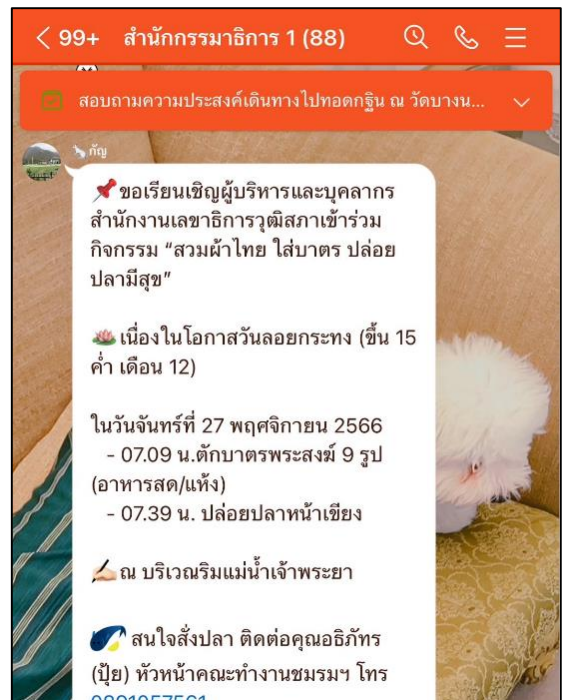 99+ สำนักกรรมาธิการ 1 (88)
สอบถามความประสงค์เดินทางไปทอดกฐิน ณ วัดบางน...
🦙 กัญ
📌ขอเรียนเชิญผู้บริหารและบุคลากร
สำนักงานเลขาธิการวุฒิสภาเข้าร่วม
กิจกรรม “สวมผ้าไทย ใส่บาตร ปล่อย
ปลามีสุข”
🪷 เนื่องในโอกาสวันลอยกระทง (ขึ้น 15
ค่ำ เดือน 12)
ในวันจันทร์ที่ 27 พฤศจิกายน 2566
- 07.09 น.ตักบาตรพระสงฆ์ 9 รูป
(อาหารสด/แห้ง)
- 07.39 น. ปล่อยปลาหน้าเขียง
✍🏻ณ บริเวณริมแม่น้ำเจ้าพระยา
สนใจสั่งปลา ติดต่อคุณอธิภัทร
(ปุ้ย) หัวหน้าคณะทำงานชมรมฯ โทร